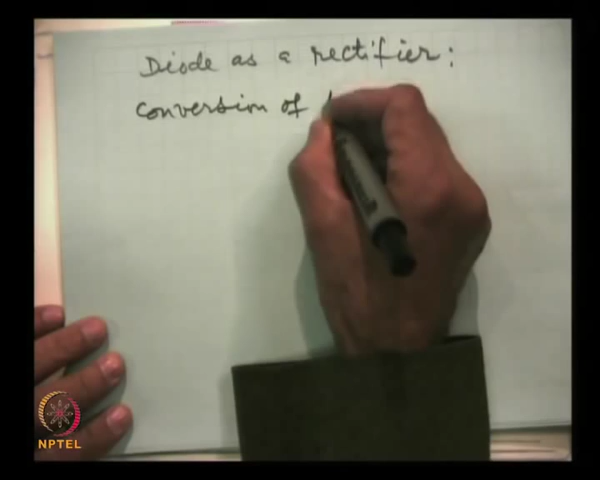 Diode as a rectifier:
conversion of
NPTEL